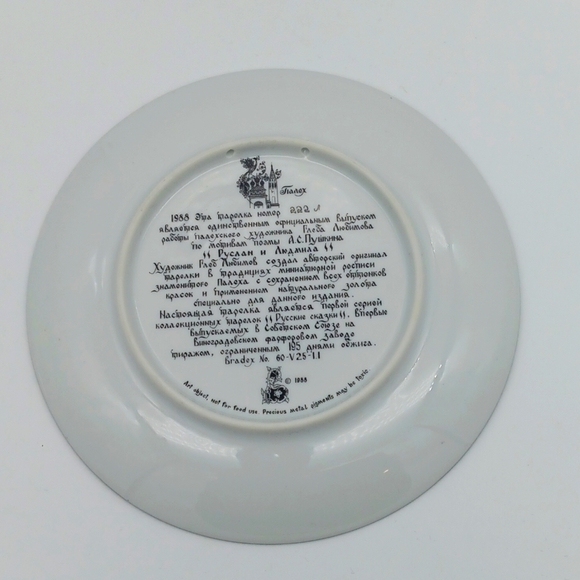 Палех
1988 Эта тарелка номер
является единственным официальным выпуском
работы палехского художника Глеба Любимова
по мотивам поэмы А.С.Пушкина
"Руслан и Людмила"
Художник Глеб Любимов создал авторский оригинал
тарелки в традициях миниатюрной росписи
знаменитого Палеха с сохранением всех оттенков
красок и применением натурального золота
специально для данного издания.
Настоящая тарелка является первой серией
коллекционных тарелок "Русские сказки". Впервые
выпускаемых в Советском Союзе на
Виноградовском фарфоровом заводе
тиражом, ограниченным 195 днями обжига.
Bradex No. 60-V25-1.1
© 1988
Art object, not for food use. Precious metal pigments may be toxic.